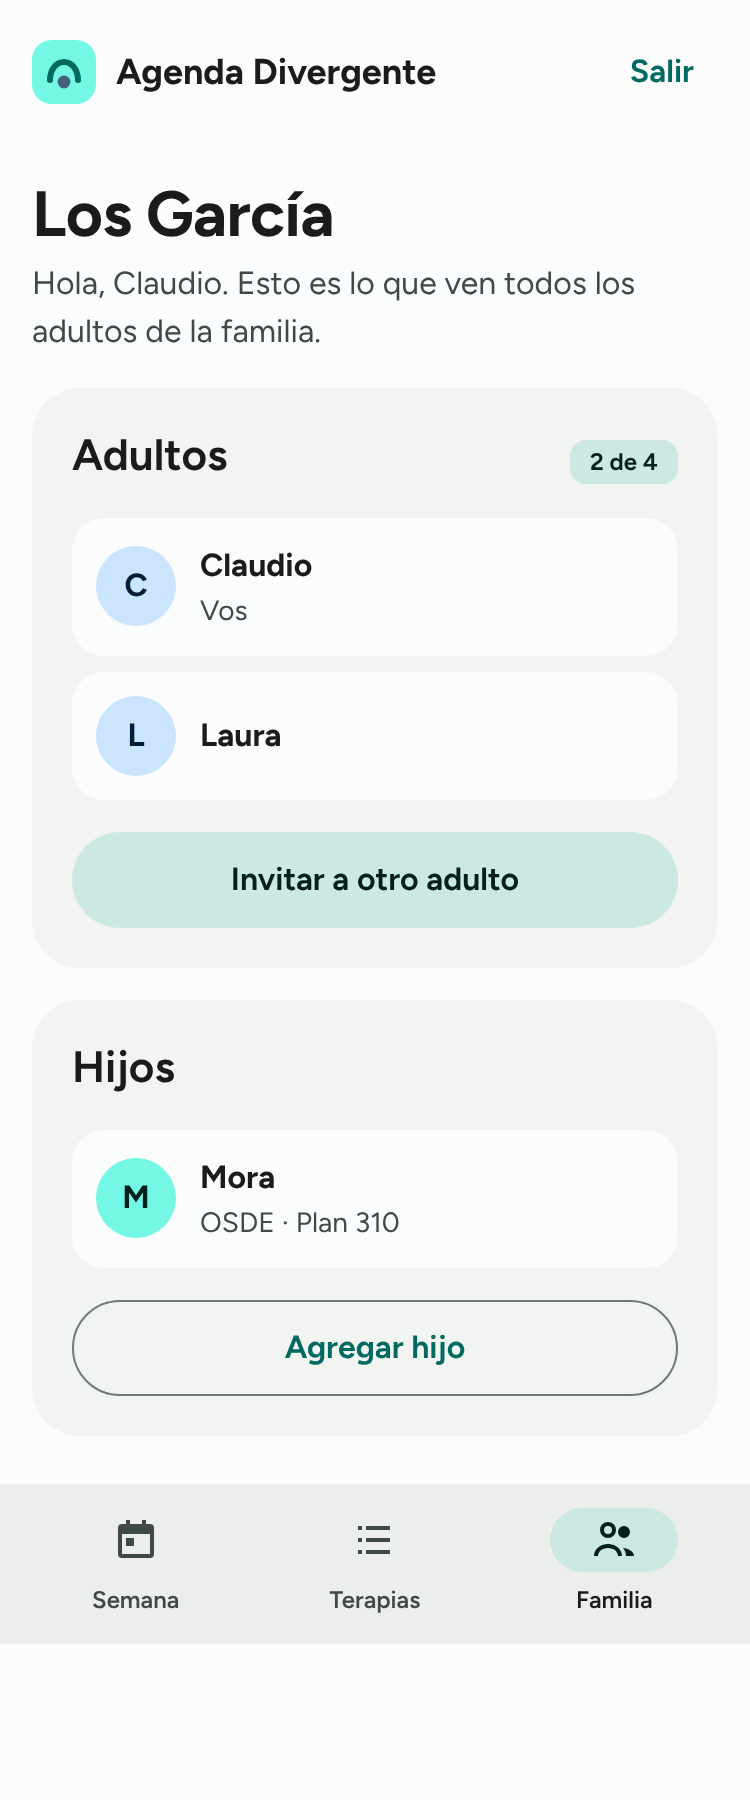 Agenda Divergente
Salir
Los García
Hola, Claudio. Esto es lo que ven todos los
adultos de la familia.
Adultos
2 de 4
C
Claudio
Vos
L
Laura
Invitar a otro adulto
Hijos
M
Mora
OSDE · Plan 310
Agregar hijo
Semana
Terapias
Familia